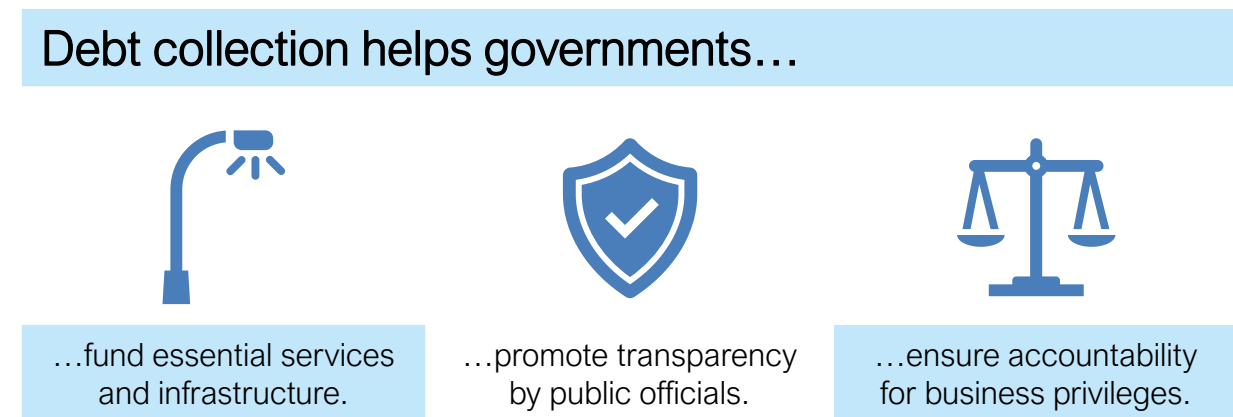 Debt collection helps governments…
…fund essential services
and infrastructure.
…promote transparency
by public officials.
…ensure accountability
for business privileges.